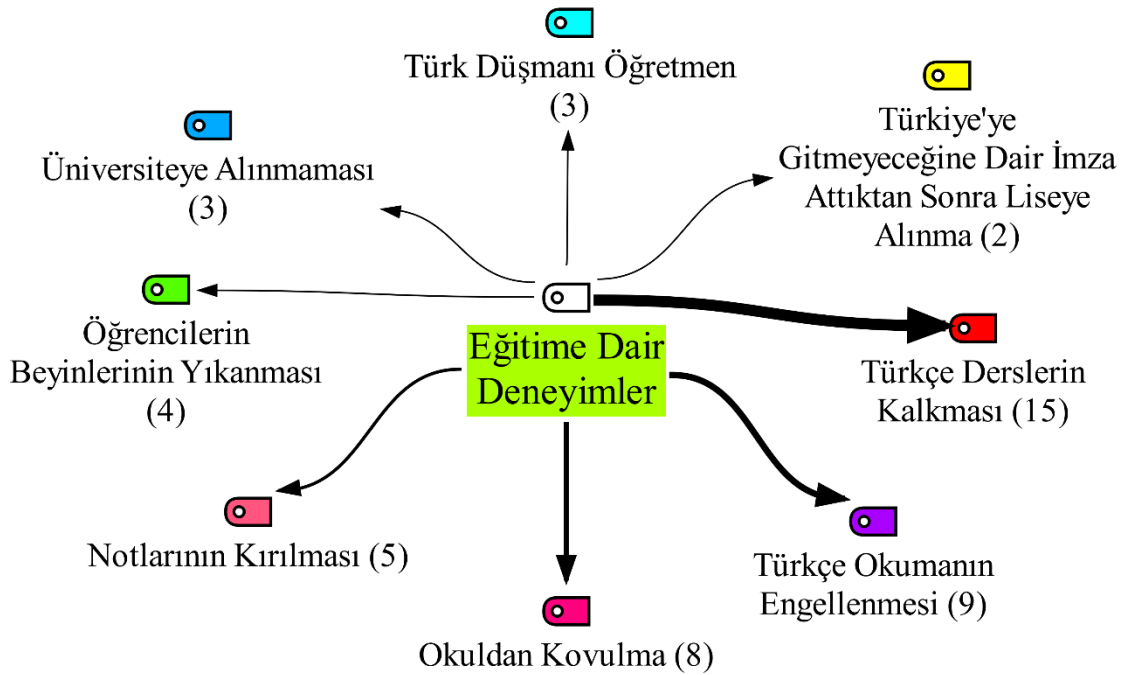 Türk Düşmanı Öğretmen
(3)
Türkiye'ye
Gitmeyeceğine Dair İmza
Attıktan Sonra Liseye
Alınma (2)
Üniversiteye Alınmaması
(3)
Öğrencilerin
Beyinlerinin Yıkanması
(4)
Eğitime Dair
Deneyimler
Türkçe Derslerin
Kalkması (15)
Notlarının Kırılması (5)
Türkçe Okumanın
Engellenmesi (9)
Okuldan Kovulma (8)